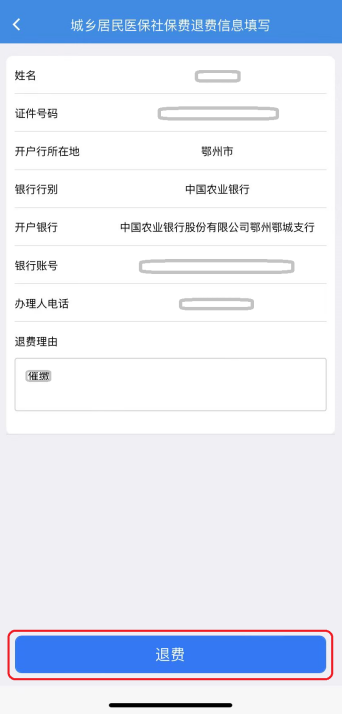 城乡居民医保社保费退费信息填写
姓名
证件号码
开户行所在地 鄂州市
银行行别 中国农业银行
开户银行 中国农业银行股份有限公司鄂州鄂城支行
银行账号
办理人电话
退费理由
催缴
退费